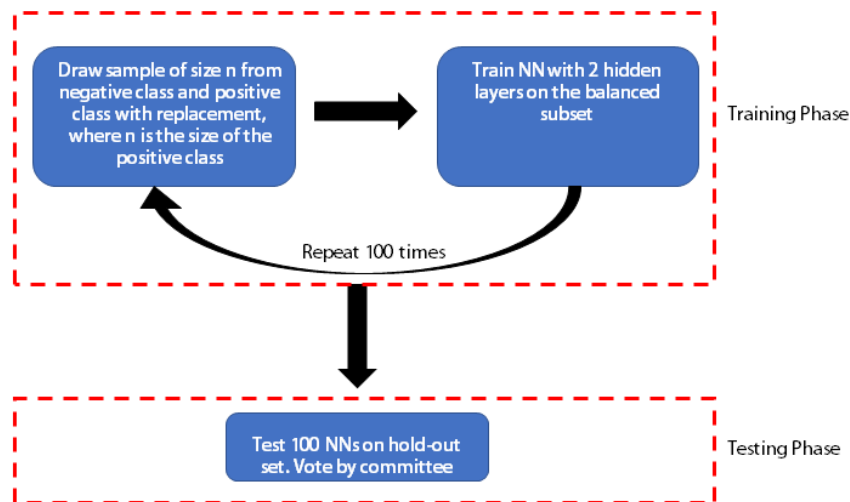 Draw sample of size n from
negative class and positive
class with replacement,
where n is the size of the
positive class
Train NN with 2 hidden
layers on the balanced
subset
Training Phase
Repeat 100 times
Test 100 NNs on hold-out
set. Vote by committee
Testing Phase